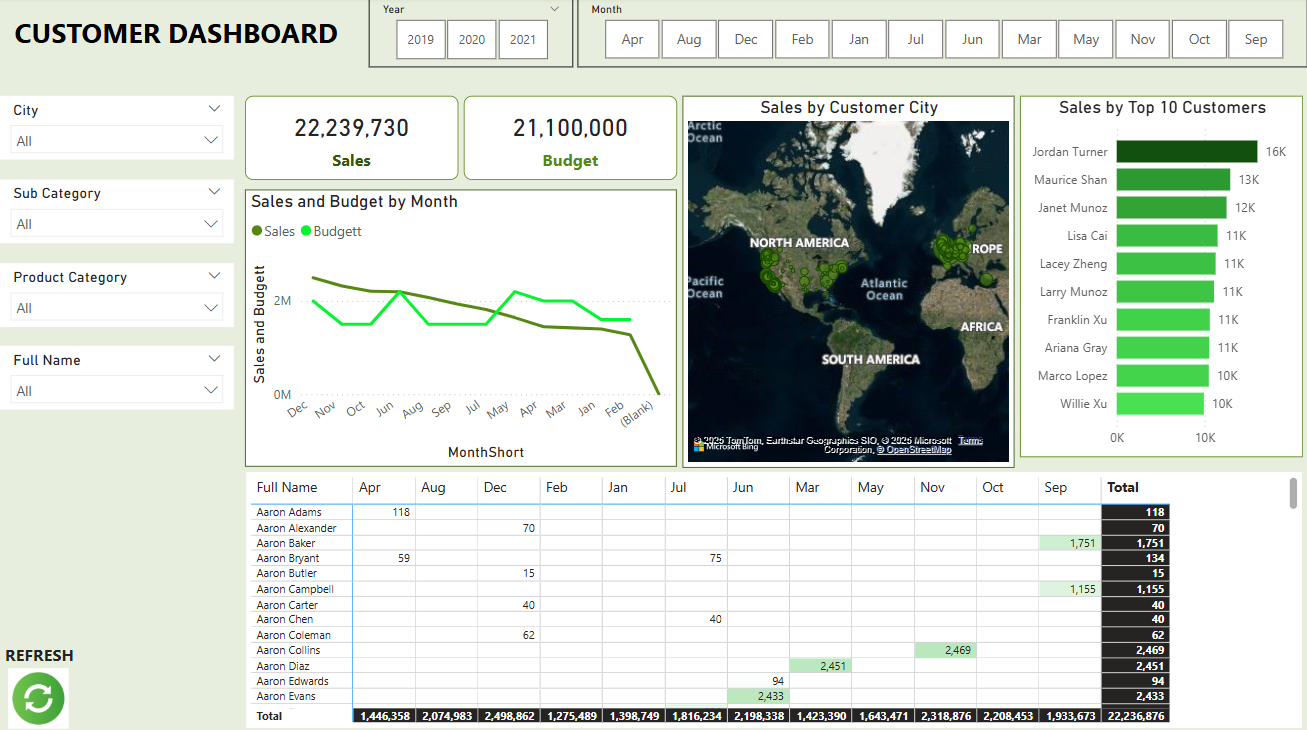 CUSTOMER DASHBOARD
Year
2019 2020 2021
Month
Apr Aug Dec Feb Jan Jul Jun Mar May Nov Oct Sep
City
All
Sub Category
All
Product Category
All
Full Name
All
REFRESH
22,239,730
Sales
21,100,000
Budget
Sales and Budget by Month
Sales Budgett
Sales and Budgett
2M
0M
Dec Nov Oct Jun Aug Sep Jul May Apr Mar Jan Feb (Blank)
MonthShort
Sales by Customer City
Arctic
Ocean
NORTH AMERICA
ROPE
Pacific
Ocean
Atlantic
Ocean
AFRICA
SOUTH AMERICA
© 2025 TomTom, Earthstar Geographics SIO, © 2025 Microsoft Terms
Microsoft Bing
Corporation, © OpenStreetMap
Sales by Top 10 Customers
Jordan Turner 16K
Maurice Shan 13K
Janet Munoz 12K
Lisa Cai 11K
Lacey Zheng 11K
Larry Munoz 11K
Franklin Xu 11K
Ariana Gray 11K
Marco Lopez 10K
Willie Xu 10K
0K 10K
Full Name Apr Aug Dec Feb Jan Jul Jun Mar May Nov Oct Sep Total
Aaron Adams 118 118
Aaron Alexander 70 70
Aaron Baker 1,751 1,751
Aaron Bryant 59 75 134
Aaron Butler 15 15
Aaron Campbell 1,155 1,155
Aaron Carter 40 40
Aaron Chen 40 40
Aaron Coleman 62 62
Aaron Collins 2,469 2,469
Aaron Diaz 2,451 2,451
Aaron Edwards 94 94
Aaron Evans 2,433 2,433
Total 1,446,358 2,074,983 2,498,862 1,275,489 1,398,749 1,816,234 2,198,338 1,423,390 1,643,471 2,318,876 2,208,453 1,933,673 22,236,876